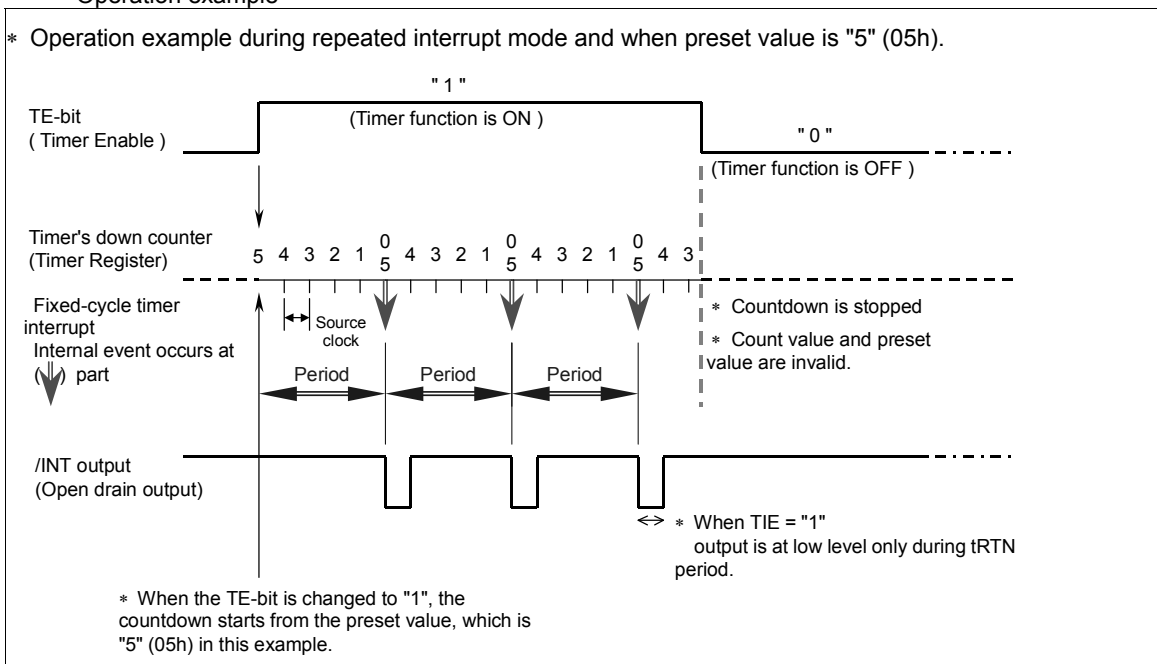 Operation example
* Operation example during repeated interrupt mode and when preset value is "5" (05h).
" 1 "
TE-bit
( Timer Enable )
(Timer function is ON )
" 0 "
(Timer function is OFF )
Timer's down counter
(Timer Register)
5 4 3 2 1 0 5 4 3 2 1 0 5 4 3 2 1 0 5 4 3
Fixed-cycle timer
interrupt
Internal event occurs at
( ) part
Source
clock
* Countdown is stopped
* Count value and preset
value are invalid.
Period Period Period
/INT output
(Open drain output)
* When TIE = "1"
output is at low level only during tRTN
period.
* When the TE-bit is changed to "1", the
countdown starts from the preset value, which is
"5" (05h) in this example.